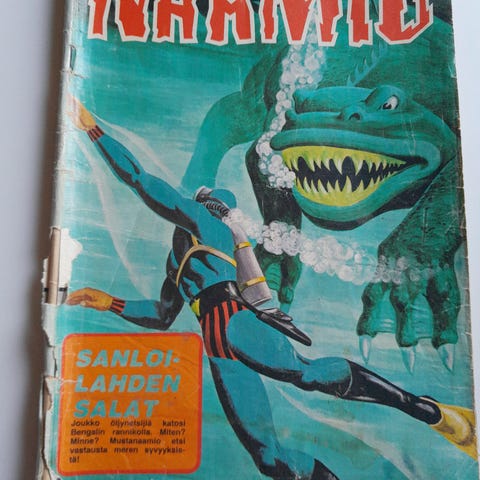 NAAMIO
SANLOI-
LAHDEN
SALAT
Joukko öljynetsijiä katosi
Bengalin rannikolla. Miten?
Minne? Mustanaamio etsi
vastausta meren syvyyksis-
tä!